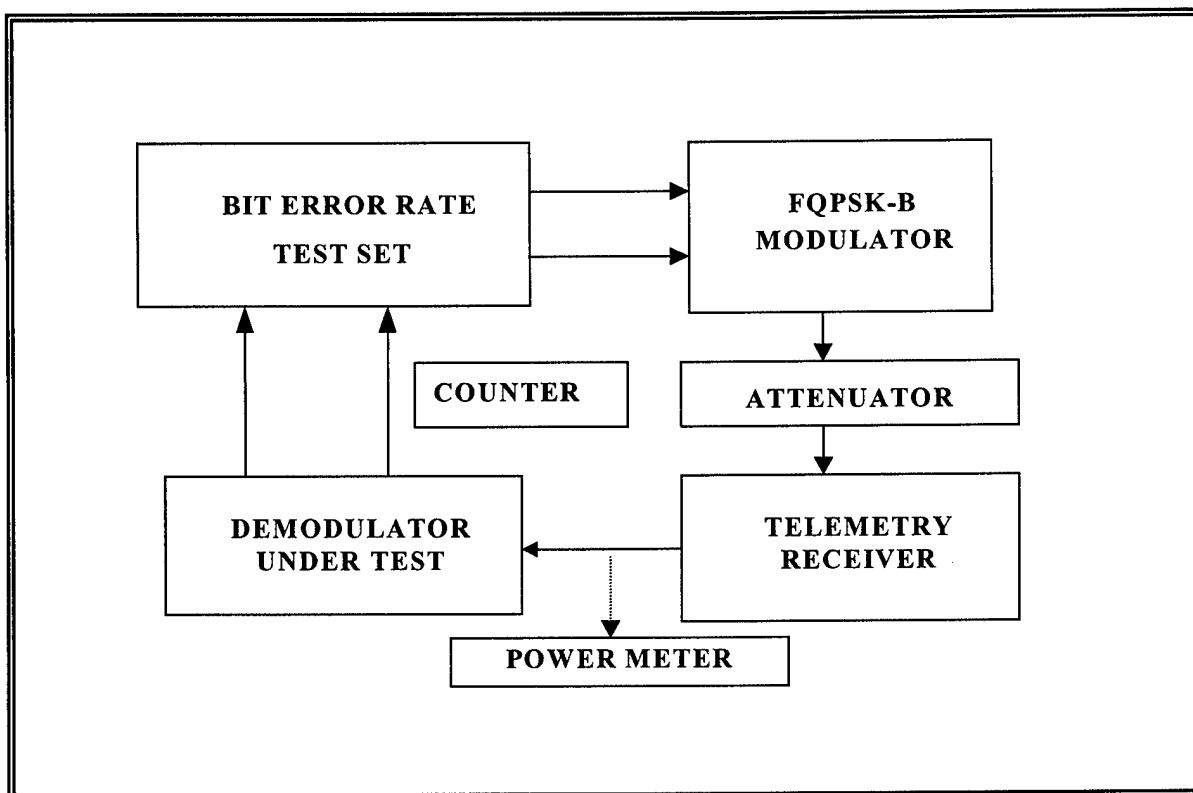 BIT ERROR RATE
TEST SET
FQPSK-B
MODULATOR
COUNTER
ATTENUATOR
DEMODULATOR
UNDER TEST
TELEMETRY
RECEIVER
POWER METER